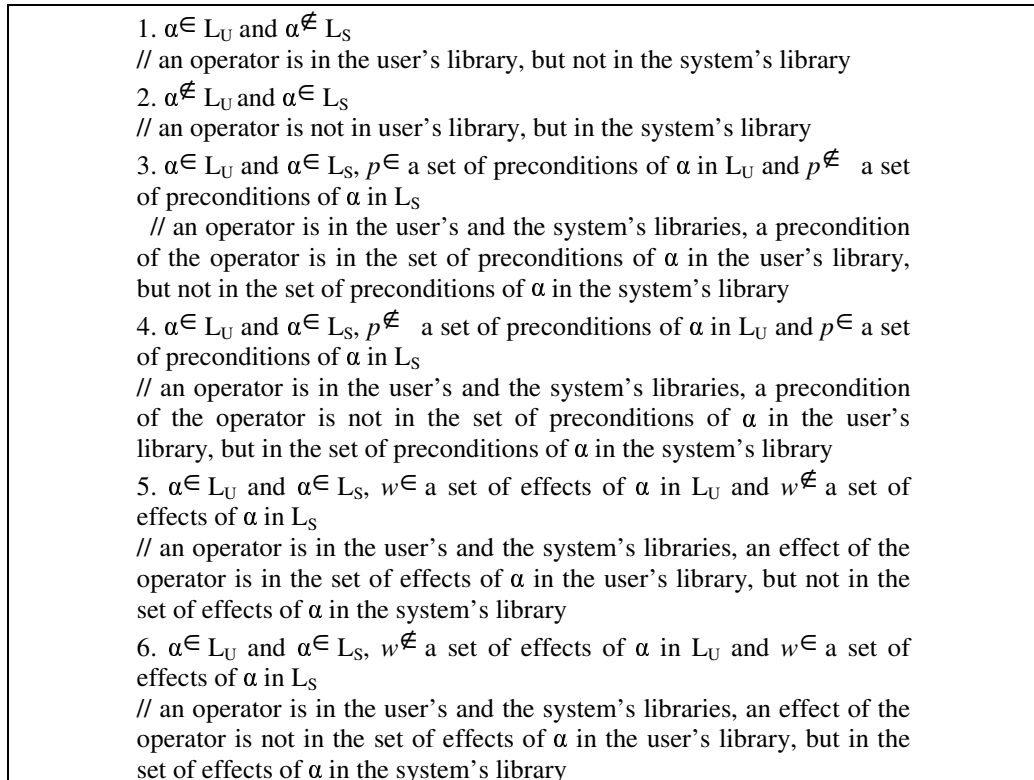 1. α∈ L_U and α∉ L_S
// an operator is in the user's library, but not in the system's library
2. α∉ L_U and α∈ L_S
// an operator is not in user's library, but in the system's library
3. α∈ L_U and α∈ L_S, p∈ a set of preconditions of α in L_U and p∉ a set
of preconditions of α in L_S
// an operator is in the user's and the system's libraries, a precondition
of the operator is in the set of preconditions of α in the user's library,
but not in the set of preconditions of α in the system's library
4. α∈ L_U and α∈ L_S, p∉ a set of preconditions of α in L_U and p∈ a set
of preconditions of α in L_S
// an operator is in the user's and the system's libraries, a precondition
of the operator is not in the set of preconditions of α in the user's
library, but in the set of preconditions of α in the system's library
5. α∈ L_U and α∈ L_S, w∈ a set of effects of α in L_U and w∉ a set of
effects of α in L_S
// an operator is in the user's and the system's libraries, an effect of the
operator is in the set of effects of α in the user's library, but not in the
set of effects of α in the system's library
6. α∈ L_U and α∈ L_S, w∉ a set of effects of α in L_U and w∈ a set of
effects of α in L_S
// an operator is in the user's and the system's libraries, an effect of the
operator is not in the set of effects of α in the user's library, but in the
set of effects of α in the system's library